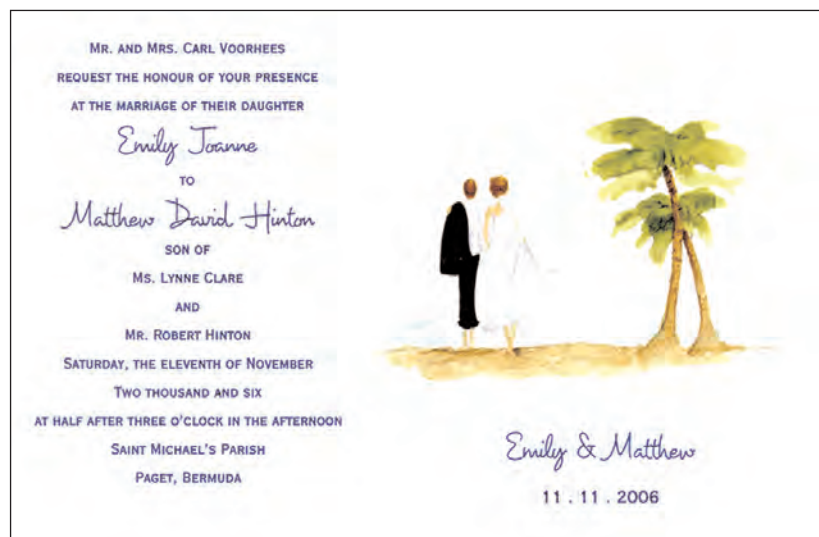 Mr. and Mrs. Carl Voorhees
request the honour of your presence
at the marriage of their daughter
Emily Joanne
to
Matthew David Hinton
son of
Ms. Lynne Clare
and
Mr. Robert Hinton
Saturday, the eleventh of November
Two thousand and six
at half after three o'clock in the afternoon
Saint Michael's Parish
Paget, Bermuda
Emily & Matthew
11 . 11 . 2006